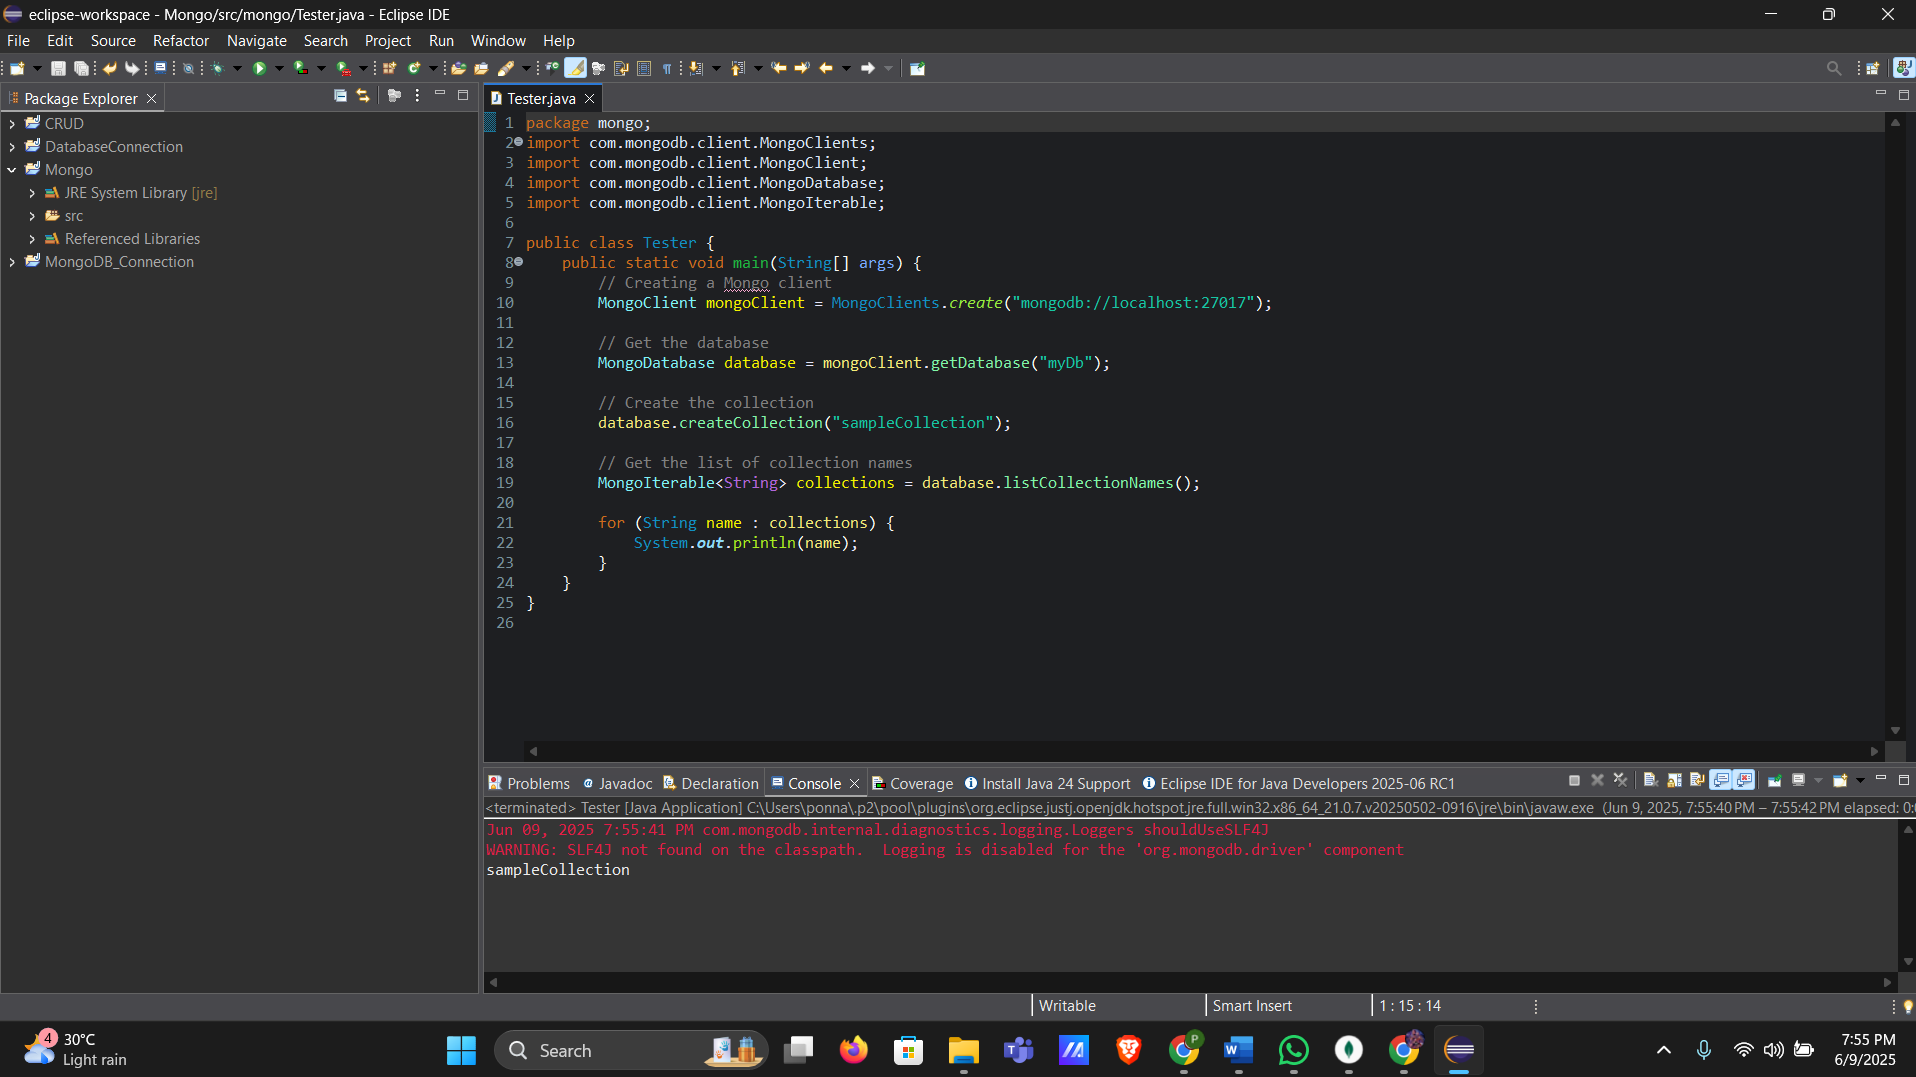 eclipse-workspace - Mongo/src/mongo/Tester.java - Eclipse IDE
File Edit Source Refactor Navigate Search Project Run Window Help
Package Explorer
CRUD
DatabaseConnection
Mongo
JRE System Library [jre]
src
Referenced Libraries
MongoDB_Connection
Tester.java
1 package mongo;
2 import com.mongodb.client.MongoClients;
3 import com.mongodb.client.MongoClient;
4 import com.mongodb.client.MongoDatabase;
5 import com.mongodb.client.MongoIterable;
6
7 public class Tester {
8     public static void main(String[] args) {
9         // Creating a Mongo client
10         MongoClient mongoClient = MongoClients.create("mongodb://localhost:27017");
11
12         // Get the database
13         MongoDatabase database = mongoClient.getDatabase("myDb");
14
15         // Create the collection
16         database.createCollection("sampleCollection");
17
18         // Get the list of collection names
19         MongoIterable<String> collections = database.listCollectionNames();
20
21         for (String name : collections) {
22             System.out.println(name);
23         }
24     }
25 }
26
Problems Javadoc Declaration Console Coverage Install Java 24 Support Eclipse IDE for Java Developers 2025-06 RC1
<terminated> Tester [Java Application] C:\Users\ponna\.p2\pool\plugins\org.eclipse.justj.openjdk.hotspot.jre.full.win32.x86_64_21.0.7.v20250502-0916\jre\bin\javaw.exe (Jun 9, 2025, 7:55:40 PM – 7:55:42 PM elapsed: 0:
Jun 09, 2025 7:55:41 PM com.mongodb.internal.diagnostics.logging.Loggers shouldUseSLF4J
WARNING: SLF4J not found on the classpath.  Logging is disabled for the 'org.mongodb.driver' component
sampleCollection
Writable Smart Insert 1 : 15 : 14
4 30°C
Light rain
Search
P
W
7:55 PM
6/9/2025